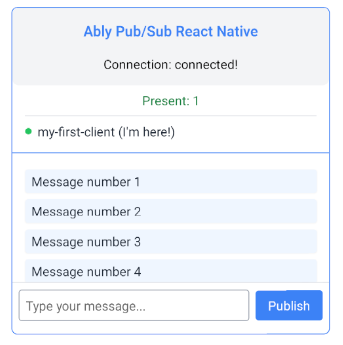 Ably Pub/Sub React Native
Connection: connected!
Present: 1
my-first-client (I'm here!)
Message number 1
Message number 2
Message number 3
Message number 4
Type your message...
Publish